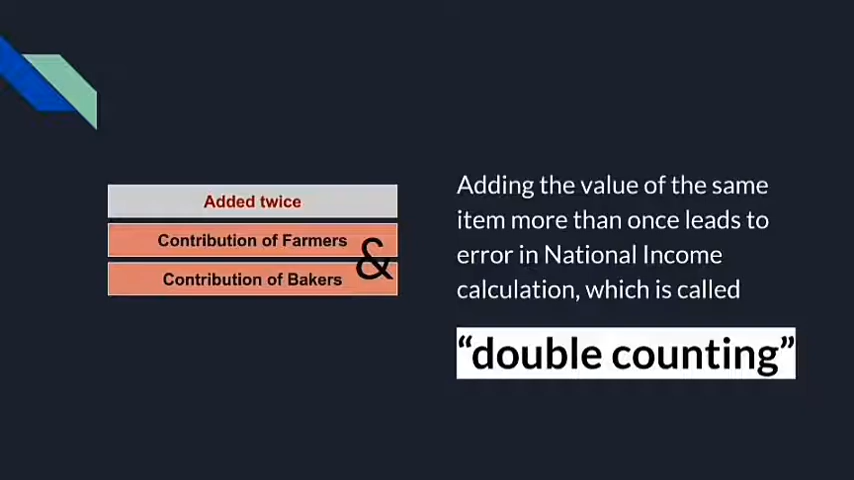 Added twice
Contribution of Farmers
&
Contribution of Bakers
Adding the value of the same
item more than once leads to
error in National Income
calculation, which is called
“double counting”